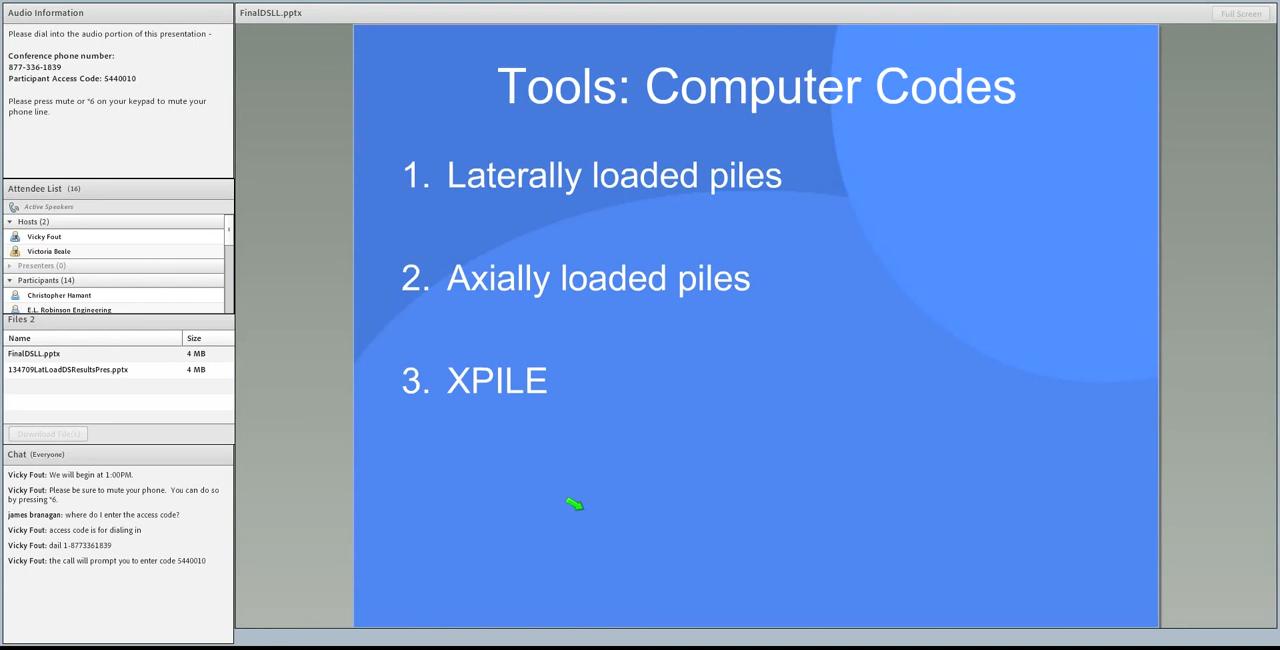 Audio Information
Please dial into the audio portion of this presentation -
Conference phone number:
877-336-1839
Participant Access Code: 5440010
Please press mute or *6 on your keypad to mute your
phone line.
Attendee List (16)
Active Speakers
Hosts (2)
Vicky Fout
Victoria Beale
Presenters (0)
Participants (14)
Christopher Hamant
E.L. Robinson Engineering
Files 2
Name Size
FinalDSLL.pptx 4 MB
134709LatLoadDSResultsPres.pptx 4 MB
Download File(s)
Chat (Everyone)
Vicky Fout: We will begin at 1:00PM.
Vicky Fout: Please be sure to mute your phone. You can do so
by pressing *6.
james branagan: where do I enter the access code?
Vicky Fout: access code is for dialing in
Vicky Fout: dail 1-8773361839
Vicky Fout: the call will prompt you to enter code 5440010
FinalDSLL.pptx
Full Screen
Tools: Computer Codes
1. Laterally loaded piles
2. Axially loaded piles
3. XPILE